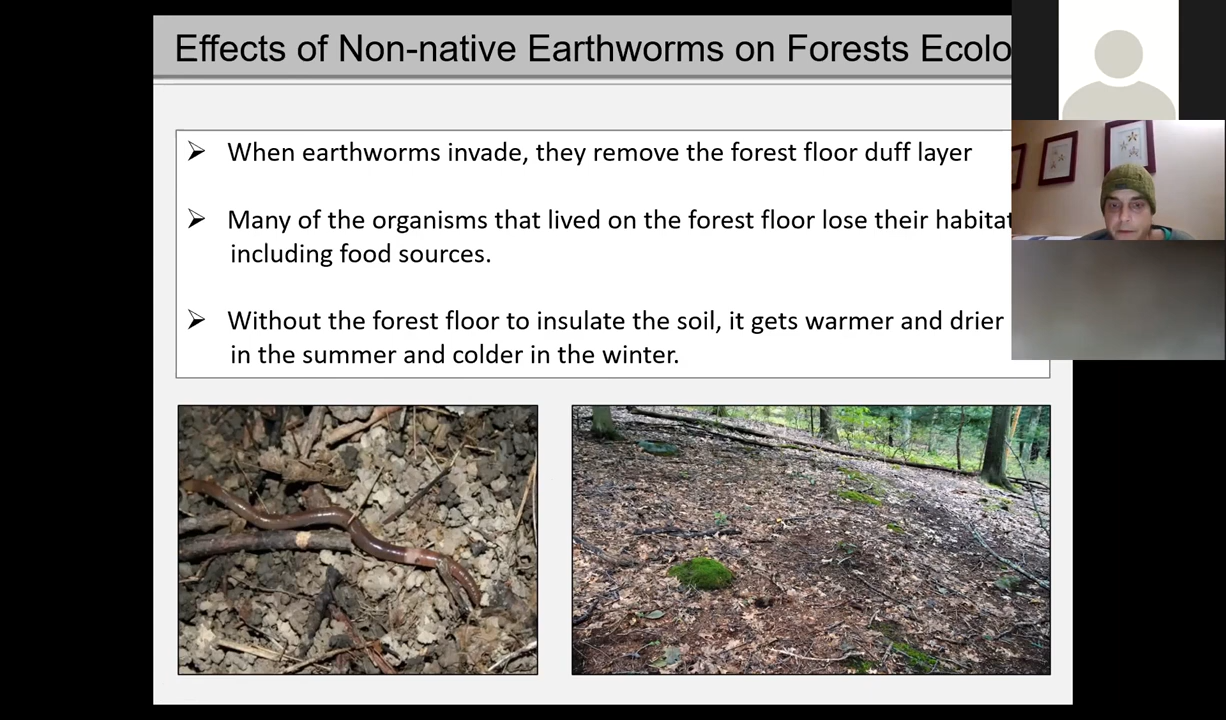 Effects of Non-native Earthworms on Forests Ecolo
When earthworms invade, they remove the forest floor duff layer
Many of the organisms that lived on the forest floor lose their habitat
including food sources.
Without the forest floor to insulate the soil, it gets warmer and drier
in the summer and colder in the winter.